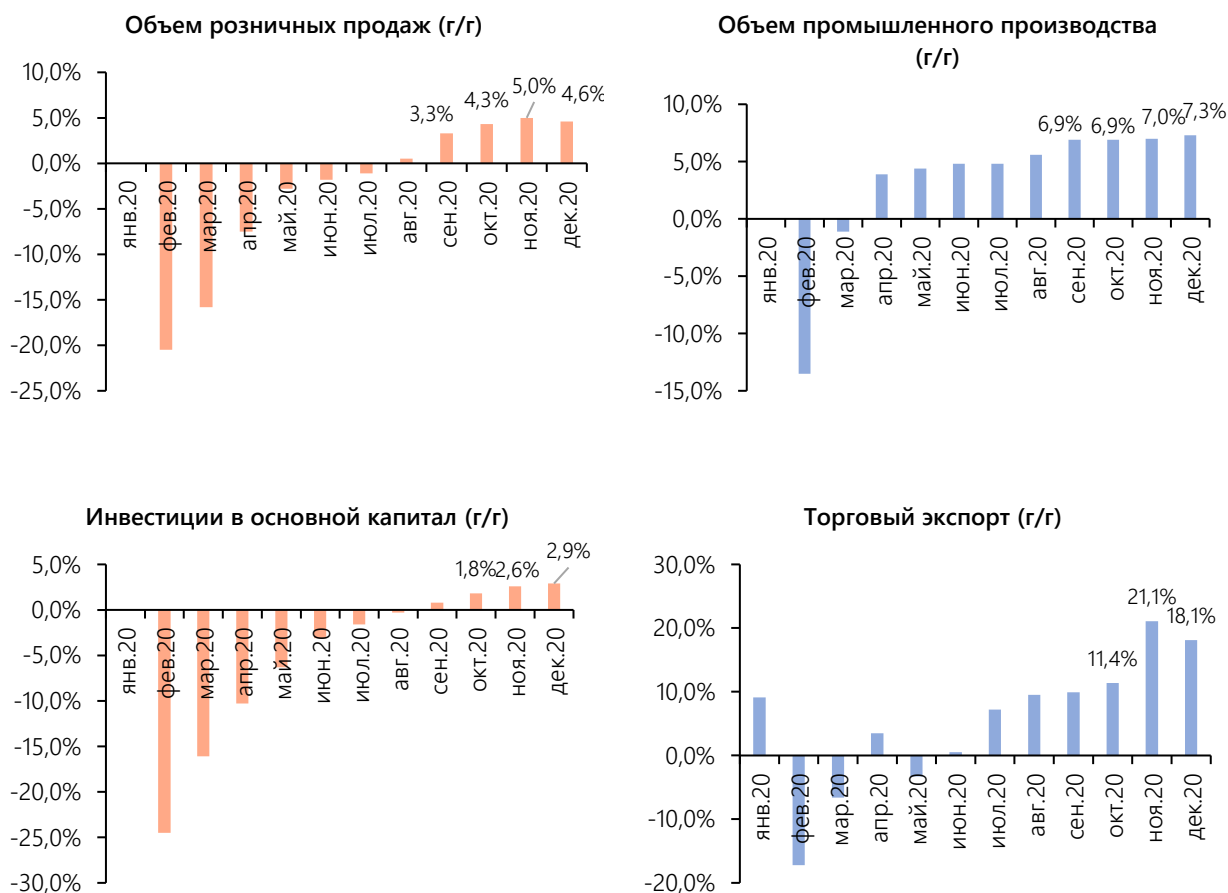 Объем розничных продаж (г/г)
10,0%
5,0%
0,0%
-5,0%
-10,0%
-15,0%
-20,0%
-25,0%
3,3%
4,3%
5,0%
4,6%
янв.20
фев.20
мар.20
апр.20
май.20
июн.20
июл.20
авг.20
сен.20
окт.20
ноя.20
дек.20
Объем промышленного производства
(г/г)
10,0%
5,0%
0,0%
-5,0%
-10,0%
-15,0%
6,9%
6,9%
7,0%
7,3%
янв.20
фев.20
мар.20
апр.20
май.20
июн.20
июл.20
авг.20
сен.20
окт.20
ноя.20
дек.20
Инвестиции в основной капитал (г/г)
5,0%
0,0%
-5,0%
-10,0%
-15,0%
-20,0%
-25,0%
-30,0%
1,8%
2,6%
2,9%
янв.20
фев.20
мар.20
апр.20
май.20
июн.20
июл.20
авг.20
сен.20
окт.20
ноя.20
дек.20
Торговый экспорт (г/г)
30,0%
20,0%
10,0%
0,0%
-10,0%
-20,0%
11,4%
21,1%
18,1%
янв.20
фев.20
мар.20
апр.20
май.20
июн.20
июл.20
авг.20
сен.20
окт.20
ноя.20
дек.20